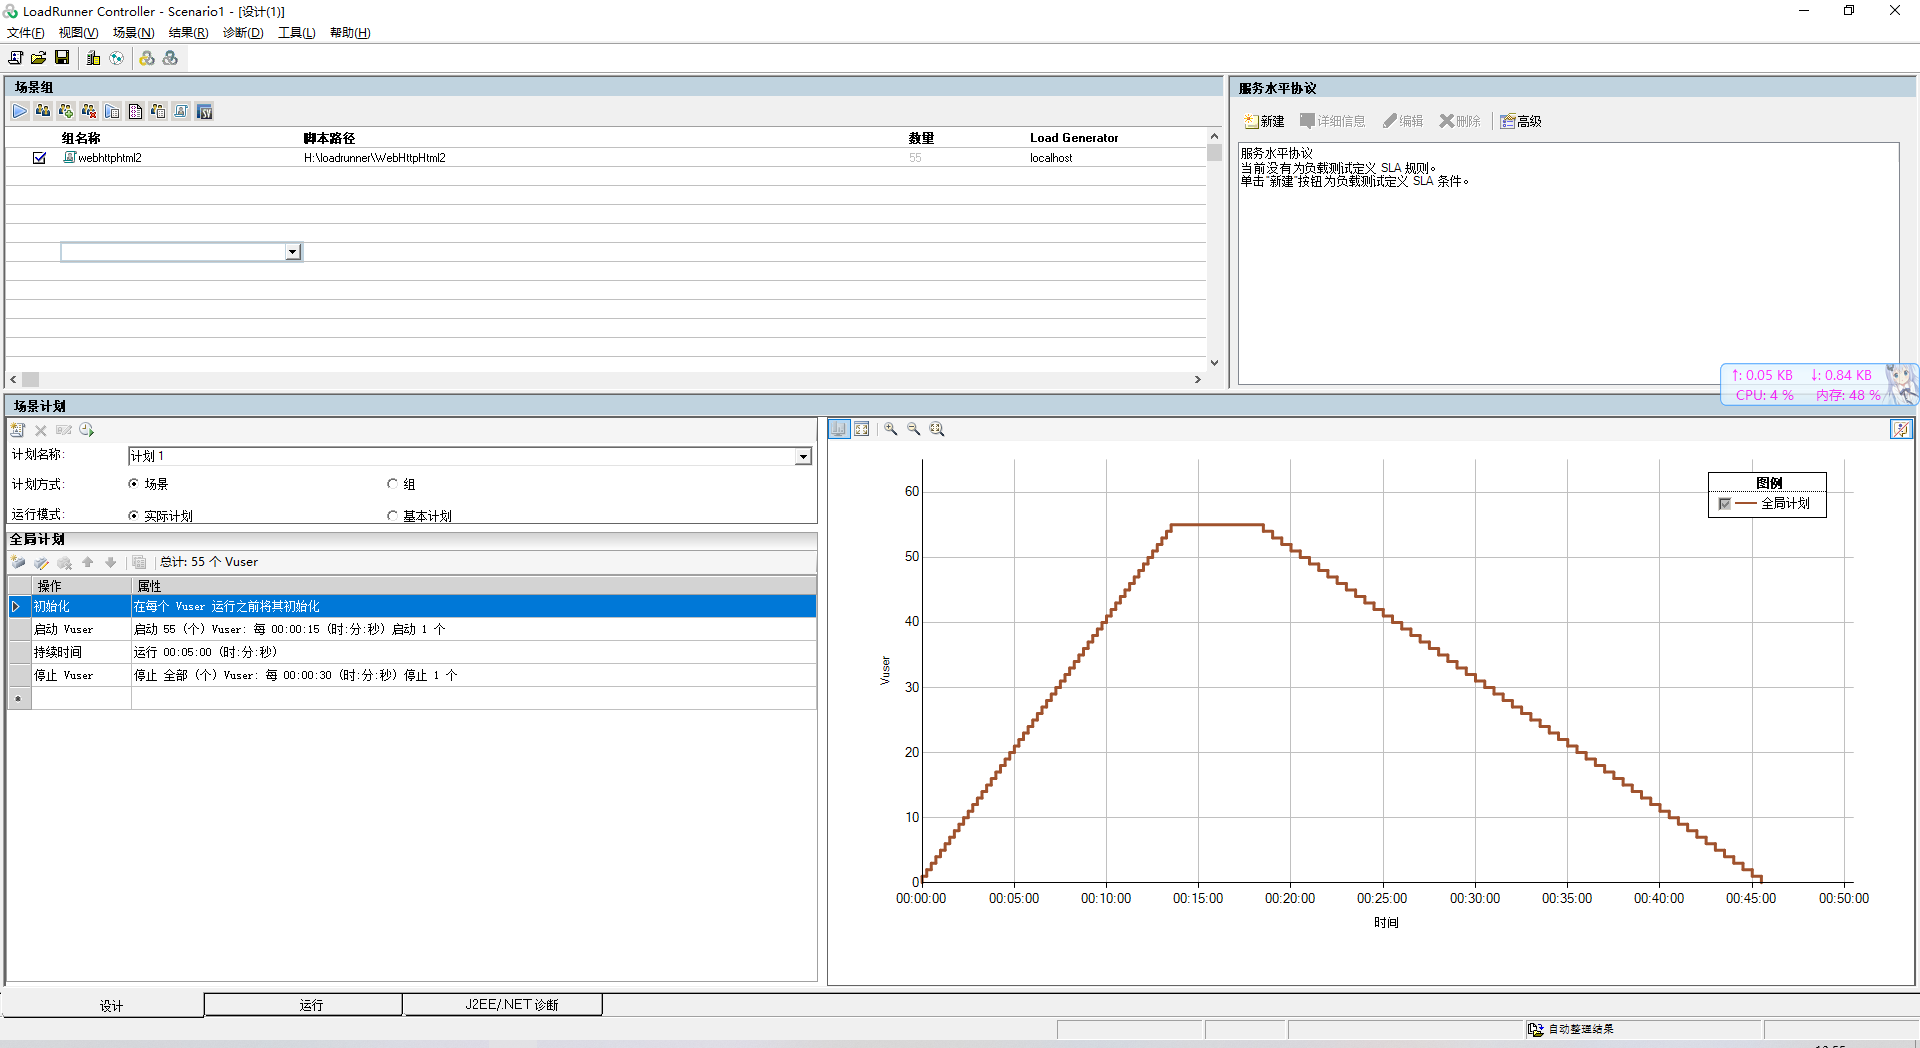 LoadRunner Controller - Scenario1 - [设计(1)]
文件(F) 视图(V) 场景(N) 结果(R) 诊断(D) 工具(L) 帮助(H)
场景组
组名称 脚本路径 数量 Load Generator
webhttphtml2 H:\loadrunner\WebHttpHtml2 55 localhost
服务水平协议
新建 详细信息 编辑 删除 高级
服务水平协议
当前没有为负载测试定义 SLA 规则。
单击"新建"按钮为负载测试定义 SLA 条件。
↑: 0.05 KB ↓: 0.84 KB
CPU: 4 % 内存: 48 %
场景计划
计划名称: 计划 1
计划方式: 场景 组
运行模式: 实际计划 基本计划
全局计划
总计: 55 个 Vuser
操作 属性
初始化 在每个 Vuser 运行之前将其初始化
启动 Vuser 启动 55 (个) Vuser: 每 00:00:15 (时:分:秒) 启动 1 个
持续时间 运行 00:05:00 (时:分:秒)
停止 Vuser 停止 全部 (个) Vuser: 每 00:00:30 (时:分:秒) 停止 1 个
*
图例
全局计划
60
50
40
30
20
10
0
Vuser
00:00:00 00:05:00 00:10:00 00:15:00 00:20:00 00:25:00 00:30:00 00:35:00 00:40:00 00:45:00 00:50:00
时间
设计 运行 J2EE/.NET 诊断
自动整理结果